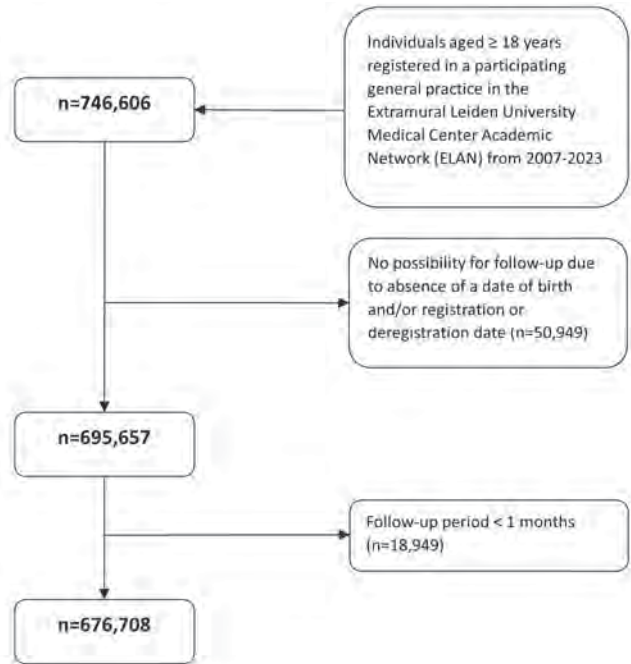 Individuals aged ≥ 18 years
registered in a participating
general practice in the
Extramural Leiden University
Medical Center Academic
Network (ELAN) from 2007-2023
n=746,606
No possibility for follow-up due
to absence of a date of birth
and/or registration or
deregistration date (n=50,949)
n=695,657
Follow-up period < 1 months
(n=18,949)
n=676,708